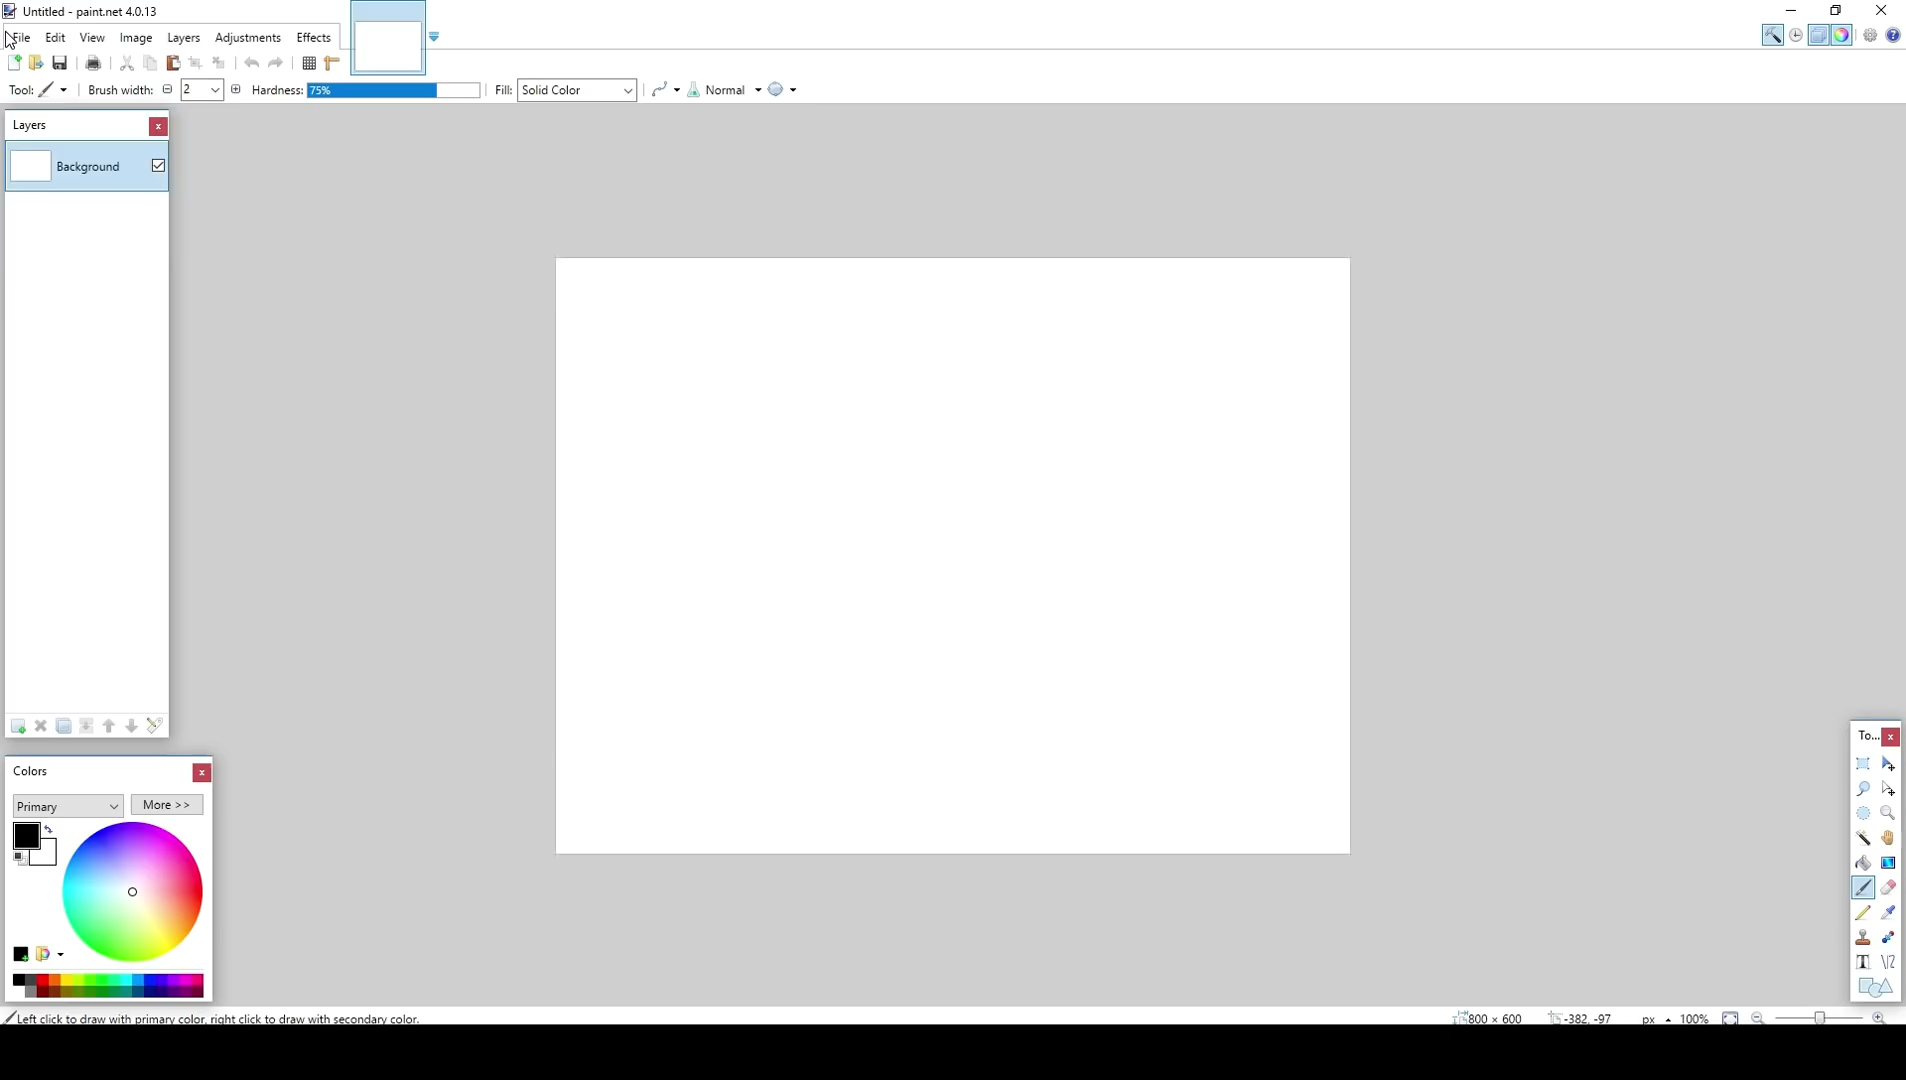 Untitled - paint.net 4.0.13
File Edit View Image Layers Adjustments Effects
Tool: Brush width: 2 Hardness: 75% Fill: Solid Color Normal
Layers
Background
Colors
Primary More >>
To...
Left click to draw with primary color, right click to draw with secondary color. 800 × 600 -382, -97 px 100%